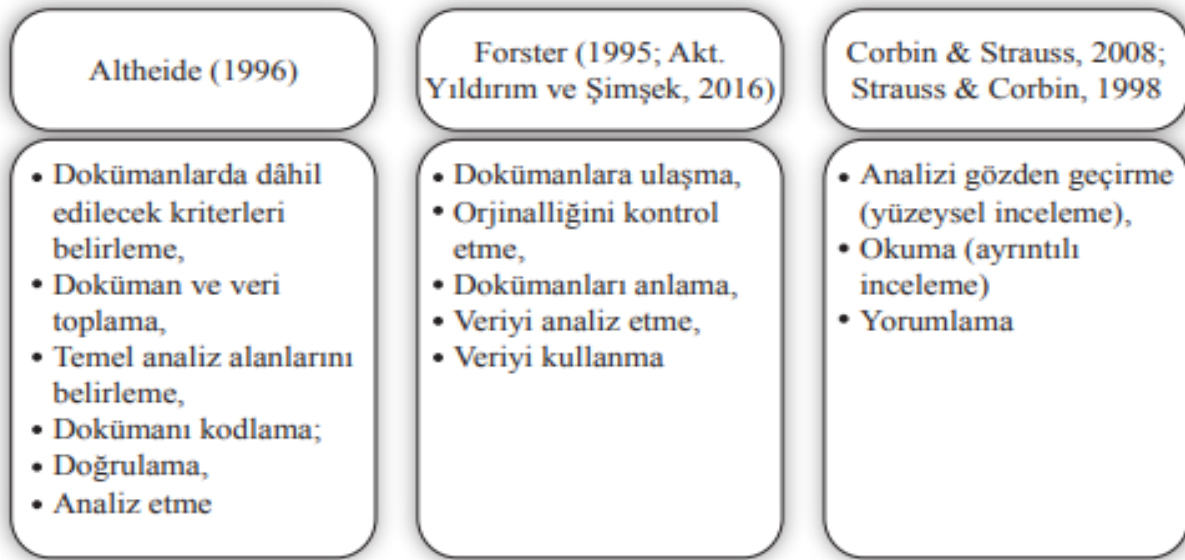 Altheide (1996)
• Dokümanlarda dâhil
edilecek kriterleri
belirleme,
• Doküman ve veri
toplama,
• Temel analiz alanlarını
belirleme,
• Dokümanı kodlama;
• Doğrulama,
• Analiz etme
Forster (1995; Akt.
Yıldırım ve Şimşek, 2016)
• Dokümanlara ulaşma,
• Orjinalliğini kontrol
etme,
• Dokümanları anlama,
• Veriyi analiz etme,
• Veriyi kullanma
Corbin & Strauss, 2008;
Strauss & Corbin, 1998
• Analizi gözden geçirme
(yüzeysel inceleme),
• Okuma (ayrıntılı
inceleme)
• Yorumlama